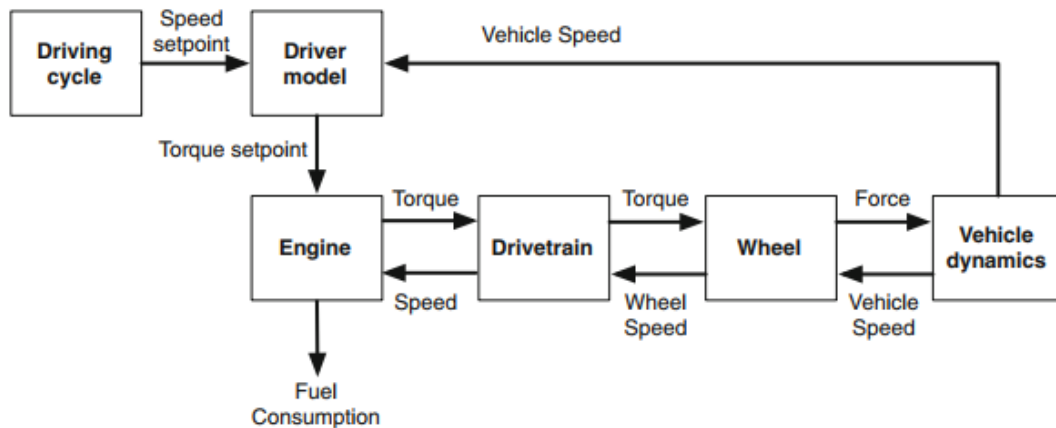 Driving
cycle
Speed
setpoint
Driver
model
Vehicle Speed
Torque setpoint
Engine
Torque
Speed
Drivetrain
Torque
Wheel
Speed
Wheel
Force
Vehicle
Speed
Vehicle
dynamics
Fuel
Consumption